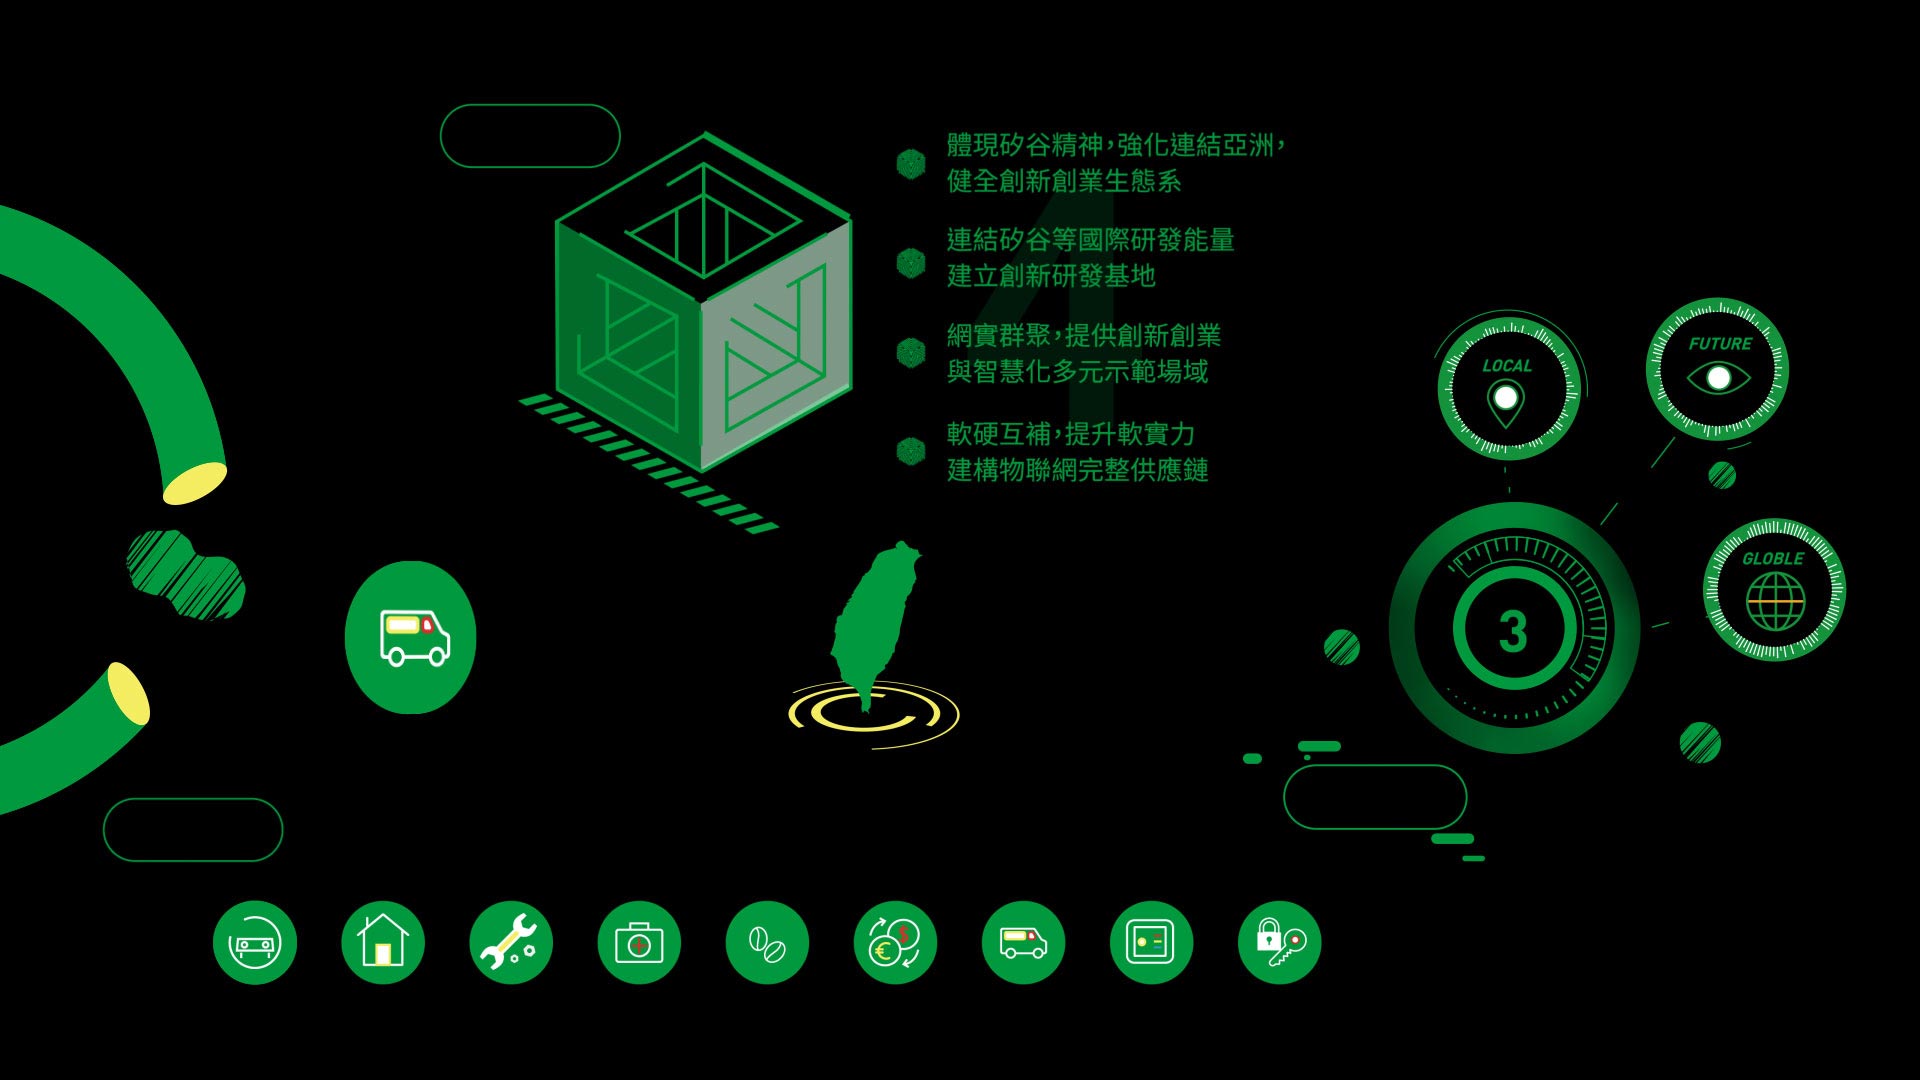 體現矽谷精神，強化連結亞洲，
健全創新創業生態系
連結矽谷等國際研發能量
建立創新研發基地
網實群聚，提供創新創業
與智慧化多元示範場域
軟硬互補，提升軟實力
建構物聯網完整供應鏈
4
LOCAL
FUTURE
GLOBLE
3